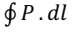 ∮ P . dl